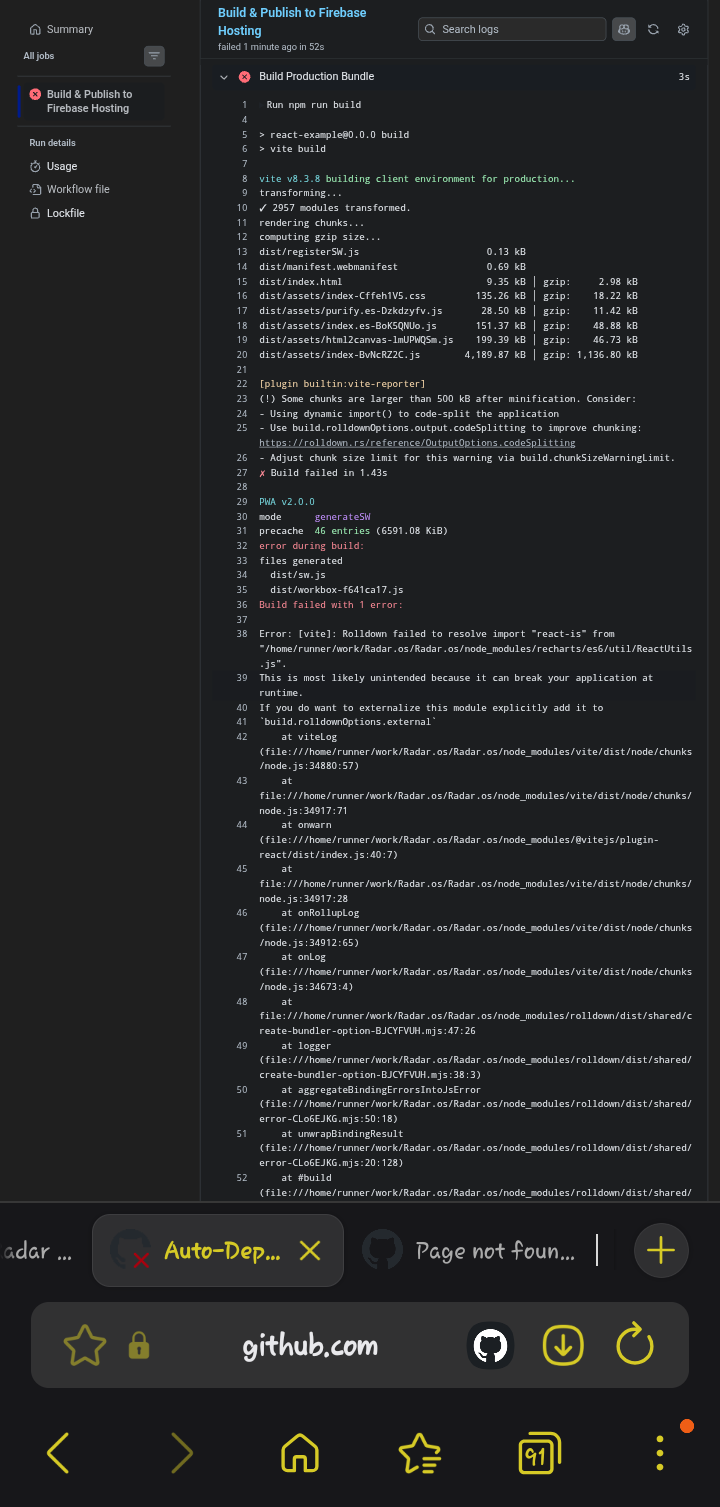 Summary
All jobs
Build & Publish to
Firebase Hosting
Run details
Usage
Workflow file
Lockfile
Build & Publish to Firebase
Hosting
failed 1 minute ago in 52s
Search logs
Build Production Bundle 3s
1 Run npm run build
4
5 > react-example@0.0.0 build
6 > vite build
7
8 vite v8.3.8 building client environment for production...
9 transforming...
10 ✓ 2957 modules transformed.
11 rendering chunks...
12 computing gzip size...
13 dist/registerSW.js 0.13 kB
14 dist/manifest.webmanifest 0.69 kB
15 dist/index.html 9.35 kB │ gzip: 2.98 kB
16 dist/assets/index-Cffeh1V5.css 135.26 kB │ gzip: 18.22 kB
17 dist/assets/purify.es-Dzkdzyfv.js 28.50 kB │ gzip: 11.42 kB
18 dist/assets/index.es-BoK5QNUo.js 151.37 kB │ gzip: 48.88 kB
19 dist/assets/html2canvas-lmUPWQSm.js 199.39 kB │ gzip: 46.73 kB
20 dist/assets/index-BvNcRZ2C.js 4,189.87 kB │ gzip: 1,136.80 kB
21
22 [plugin builtin:vite-reporter]
23 (!) Some chunks are larger than 500 kB after minification. Consider:
24 - Using dynamic import() to code-split the application
25 - Use build.rolldownOptions.output.codeSplitting to improve chunking:
https://rolldown.rs/reference/OutputOptions.codeSplitting
26 - Adjust chunk size limit for this warning via build.chunkSizeWarningLimit.
27 ✗ Build failed in 1.43s
28
29 PWA v2.0.0
30 mode generateSW
31 precache 46 entries (6591.08 KiB)
32 error during build:
33 files generated
34 dist/sw.js
35 dist/workbox-f641ca17.js
36 Build failed with 1 error:
37
38 Error: [vite]: Rolldown failed to resolve import "react-is" from
"/home/runner/work/Radar.os/Radar.os/node_modules/recharts/es6/util/ReactUtils
.js".
39 This is most likely unintended because it can break your application at
runtime.
40 If you do want to externalize this module explicitly add it to
41 `build.rolldownOptions.external`
42 at viteLog
(file:///home/runner/work/Radar.os/Radar.os/node_modules/vite/dist/node/chunks
/node.js:34880:57)
43 at
file:///home/runner/work/Radar.os/Radar.os/node_modules/vite/dist/node/chunks/
node.js:34917:71
44 at onwarn
(file:///home/runner/work/Radar.os/Radar.os/node_modules/@vitejs/plugin-
react/dist/index.js:40:7)
45 at
file:///home/runner/work/Radar.os/Radar.os/node_modules/vite/dist/node/chunks/
node.js:34917:28
46 at onRollupLog
(file:///home/runner/work/Radar.os/Radar.os/node_modules/vite/dist/node/chunks
/node.js:34912:65)
47 at onLog
(file:///home/runner/work/Radar.os/Radar.os/node_modules/vite/dist/node/chunks
/node.js:34673:4)
48 at
file:///home/runner/work/Radar.os/Radar.os/node_modules/rolldown/dist/shared/c
reate-bundler-option-BJCYFVUH.mjs:47:26
49 at logger
(file:///home/runner/work/Radar.os/Radar.os/node_modules/rolldown/dist/shared/
create-bundler-option-BJCYFVUH.mjs:38:3)
50 at aggregateBindingErrorsIntoJsError
(file:///home/runner/work/Radar.os/Radar.os/node_modules/rolldown/dist/shared/
error-CLo6EJKG.mjs:50:18)
51 at unwrapBindingResult
(file:///home/runner/work/Radar.os/Radar.os/node_modules/rolldown/dist/shared/
error-CLo6EJKG.mjs:20:128)
52 at #build
(file:///home/runner/work/Radar.os/Radar.os/node_modules/rolldown/dist/shared/
adar ... Auto-Dep... Page not foun...
github.com
91